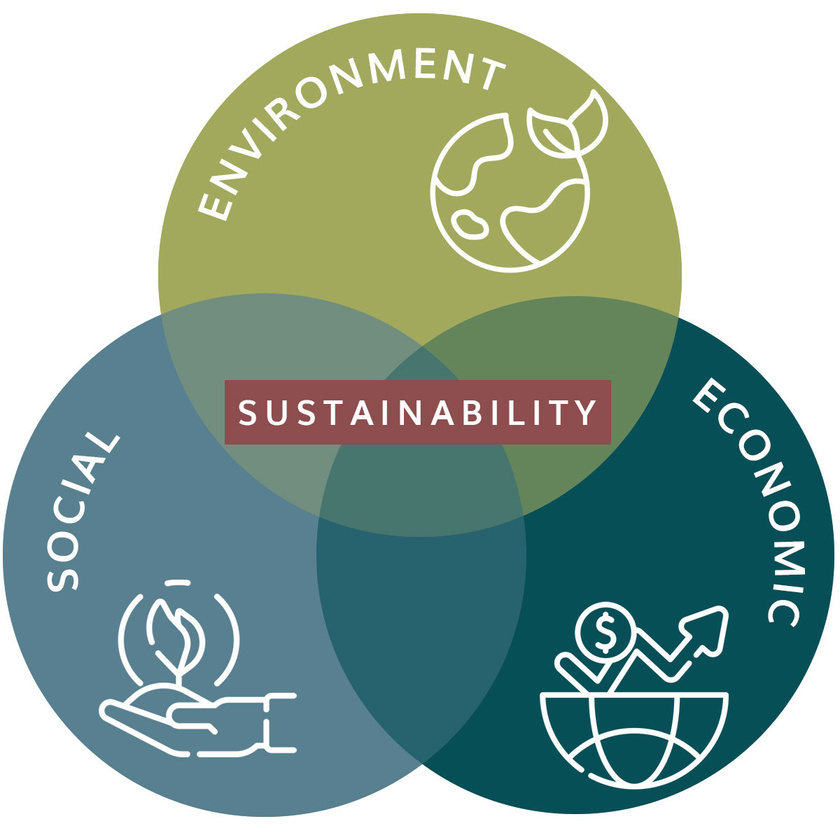 ENVIRONMENT
SUSTAINABILITY
SOCIAL
ECONOMIC
$